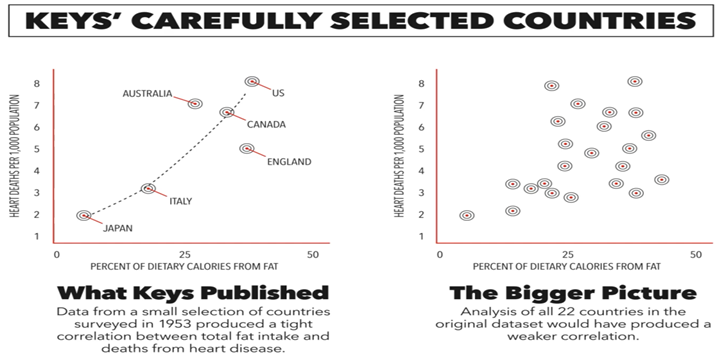 KEYS' CAREFULLY SELECTED COUNTRIES
HEART DEATHS PER 1,000 POPULATION
8
7
6
5
4
3
2
1
AUSTRALIA
US
CANADA
ENGLAND
ITALY
JAPAN
0
25
50
PERCENT OF DIETARY CALORIES FROM FAT
What Keys Published
Data from a small selection of countries
surveyed in 1953 produced a tight
correlation between total fat intake and
deaths from heart disease.
HEART DEATHS PER 1,000 POPULATION
8
7
6
5
4
3
2
1
0
25
50
PERCENT OF DIETARY CALORIES FROM FAT
The Bigger Picture
Analysis of all 22 countries in the
original dataset would have produced a
weaker correlation.